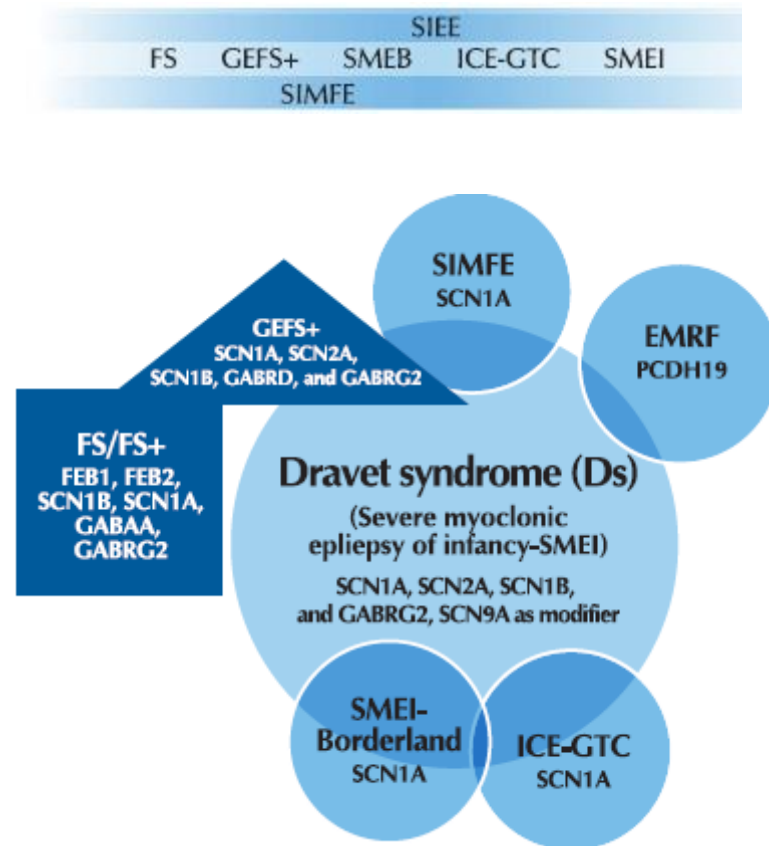 SIEE
FS GEFS+ SMEB ICE-GTC SMEI
SIMFE
SIMFE
SCN1A
EMRF
PCDH19
GEFS+
SCN1A, SCN2A,
SCN1B, GABRD, and GABRG2
FS/FS+
FEB1, FEB2,
SCN1B, SCN1A,
GABAA,
GABRG2
Dravet syndrome (Ds)
(Severe myoclonic
epliepsy of infancy-SMEI)
SCN1A, SCN2A, SCN1B,
and GABRG2, SCN9A as modifier
SMEI-
Borderland
SCN1A
ICE-GTC
SCN1A